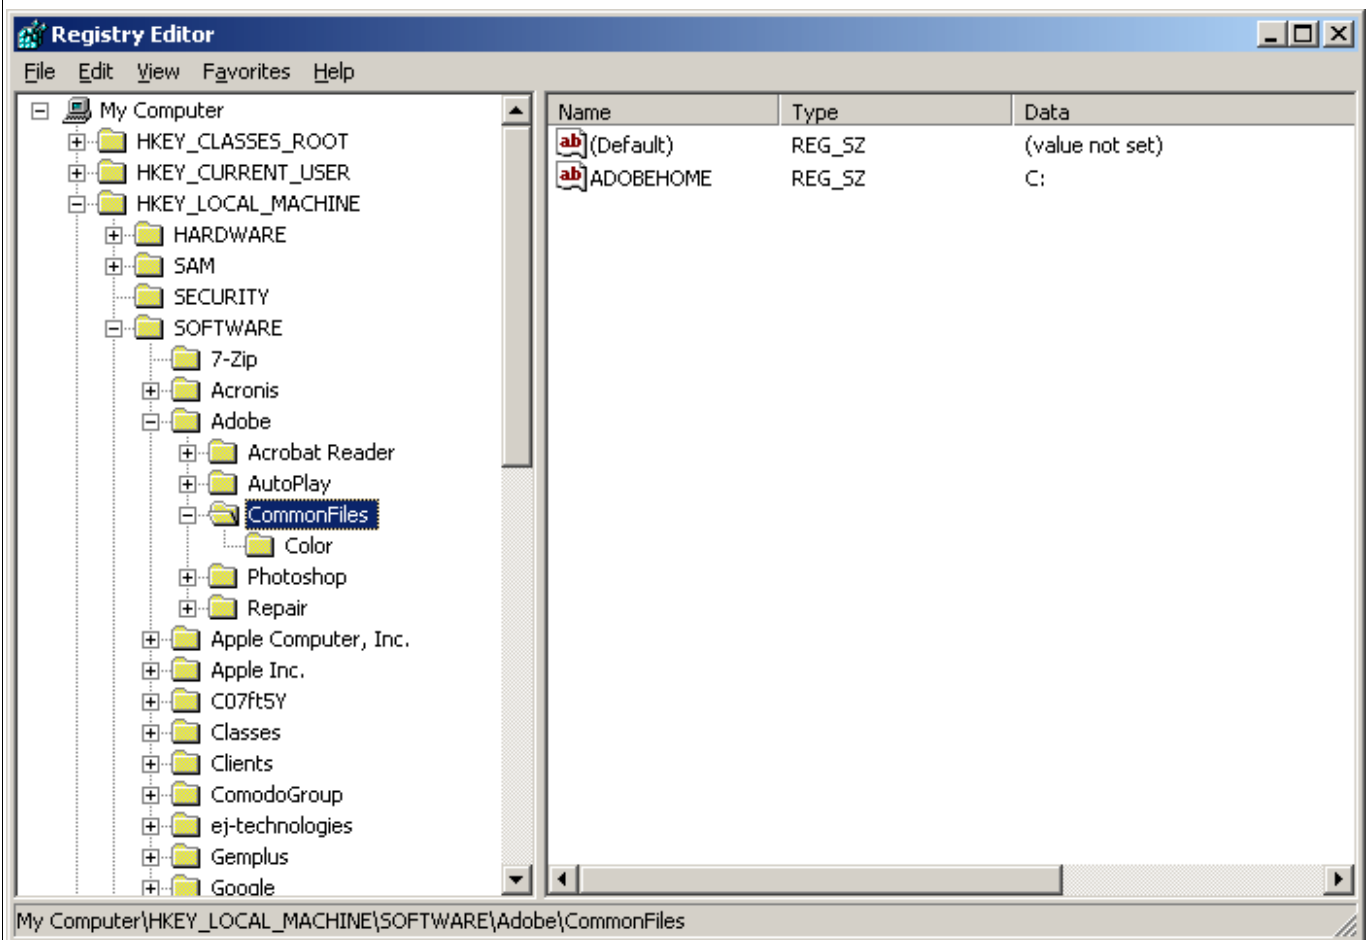 Registry Editor
File Edit View Favorites Help
My Computer
HKEY_CLASSES_ROOT
HKEY_CURRENT_USER
HKEY_LOCAL_MACHINE
HARDWARE
SAM
SECURITY
SOFTWARE
7-Zip
Acronis
Adobe
Acrobat Reader
AutoPlay
CommonFiles
Color
Photoshop
Repair
Apple Computer, Inc.
Apple Inc.
C07ft5Y
Classes
Clients
ComodoGroup
ej-technologies
Gemplus
Google
Name Type Data
ab (Default) REG_SZ (value not set)
ab ADOBEHOME REG_SZ C:
My Computer\HKEY_LOCAL_MACHINE\SOFTWARE\Adobe\CommonFiles